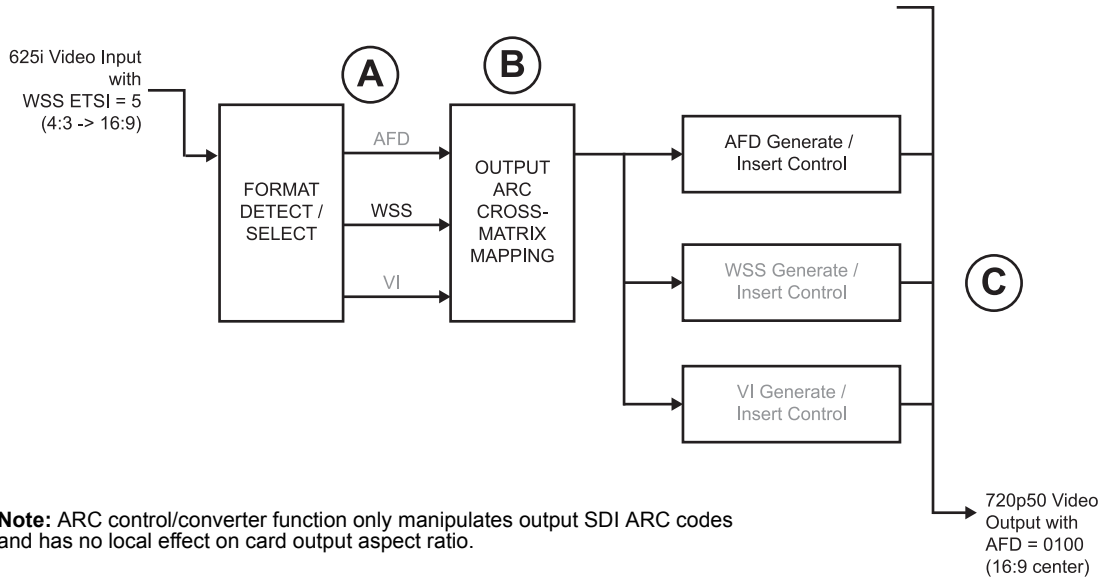 625i Video Input
with
WSS ETSI = 5
(4:3 -> 16:9)
A
B
FORMAT
DETECT /
SELECT
AFD
WSS
VI
OUTPUT
ARC
CROSS-
MATRIX
MAPPING
AFD Generate /
Insert Control
WSS Generate /
Insert Control
VI Generate /
Insert Control
C
720p50 Video
Output with
AFD = 0100
(16:9 center)
Note: ARC control/converter function only manipulates output SDI ARC codes
and has no local effect on card output aspect ratio.